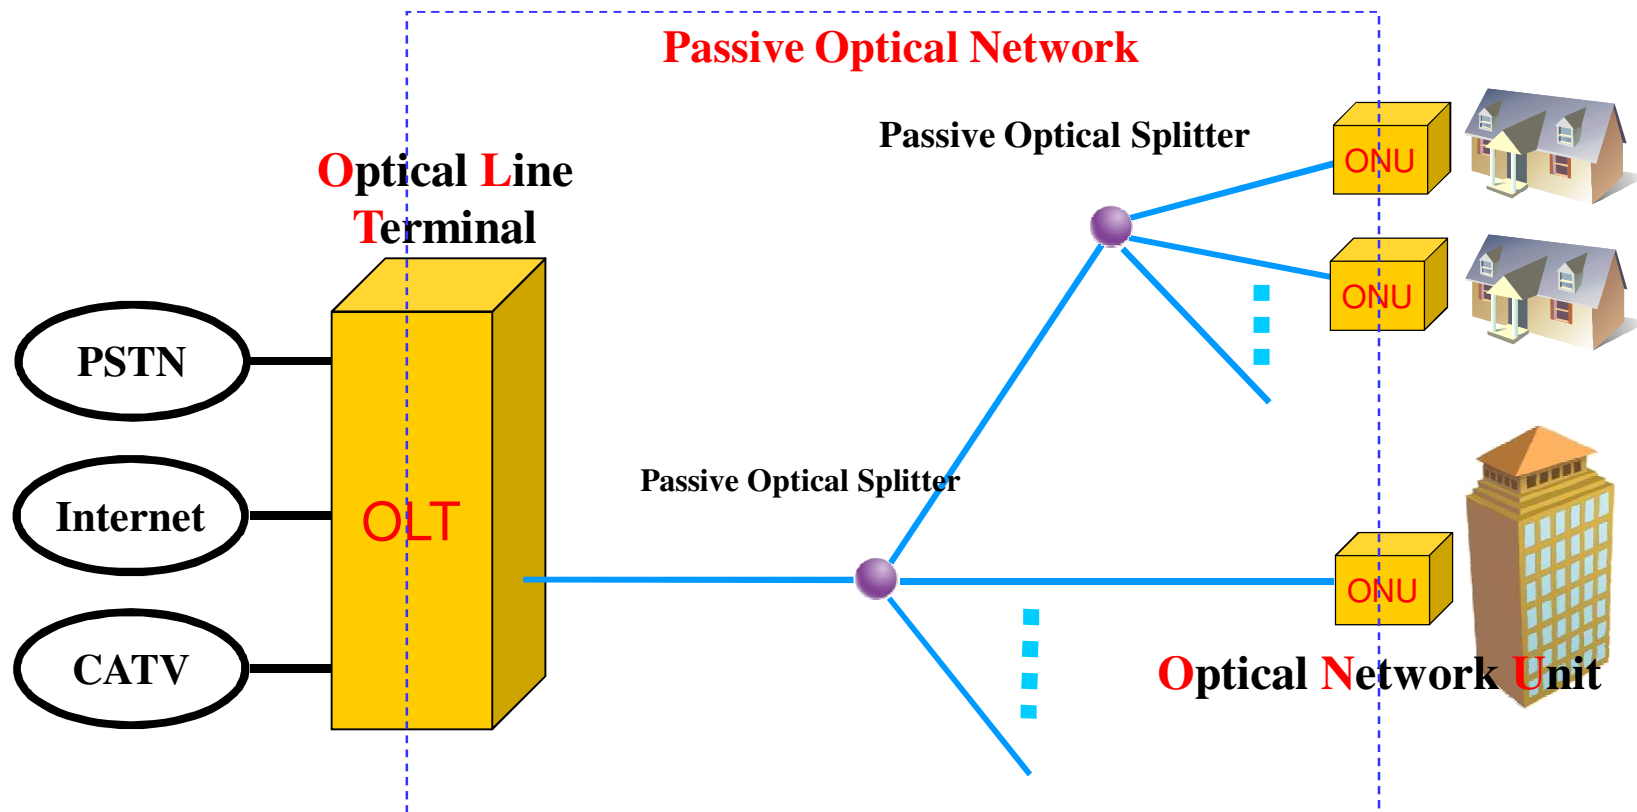 Passive Optical Network
Passive Optical Splitter
ONU
Optical Line
Terminal
ONU
PSTN
Passive Optical Splitter
Internet
OLT
ONU
CATV
Optical Network Unit